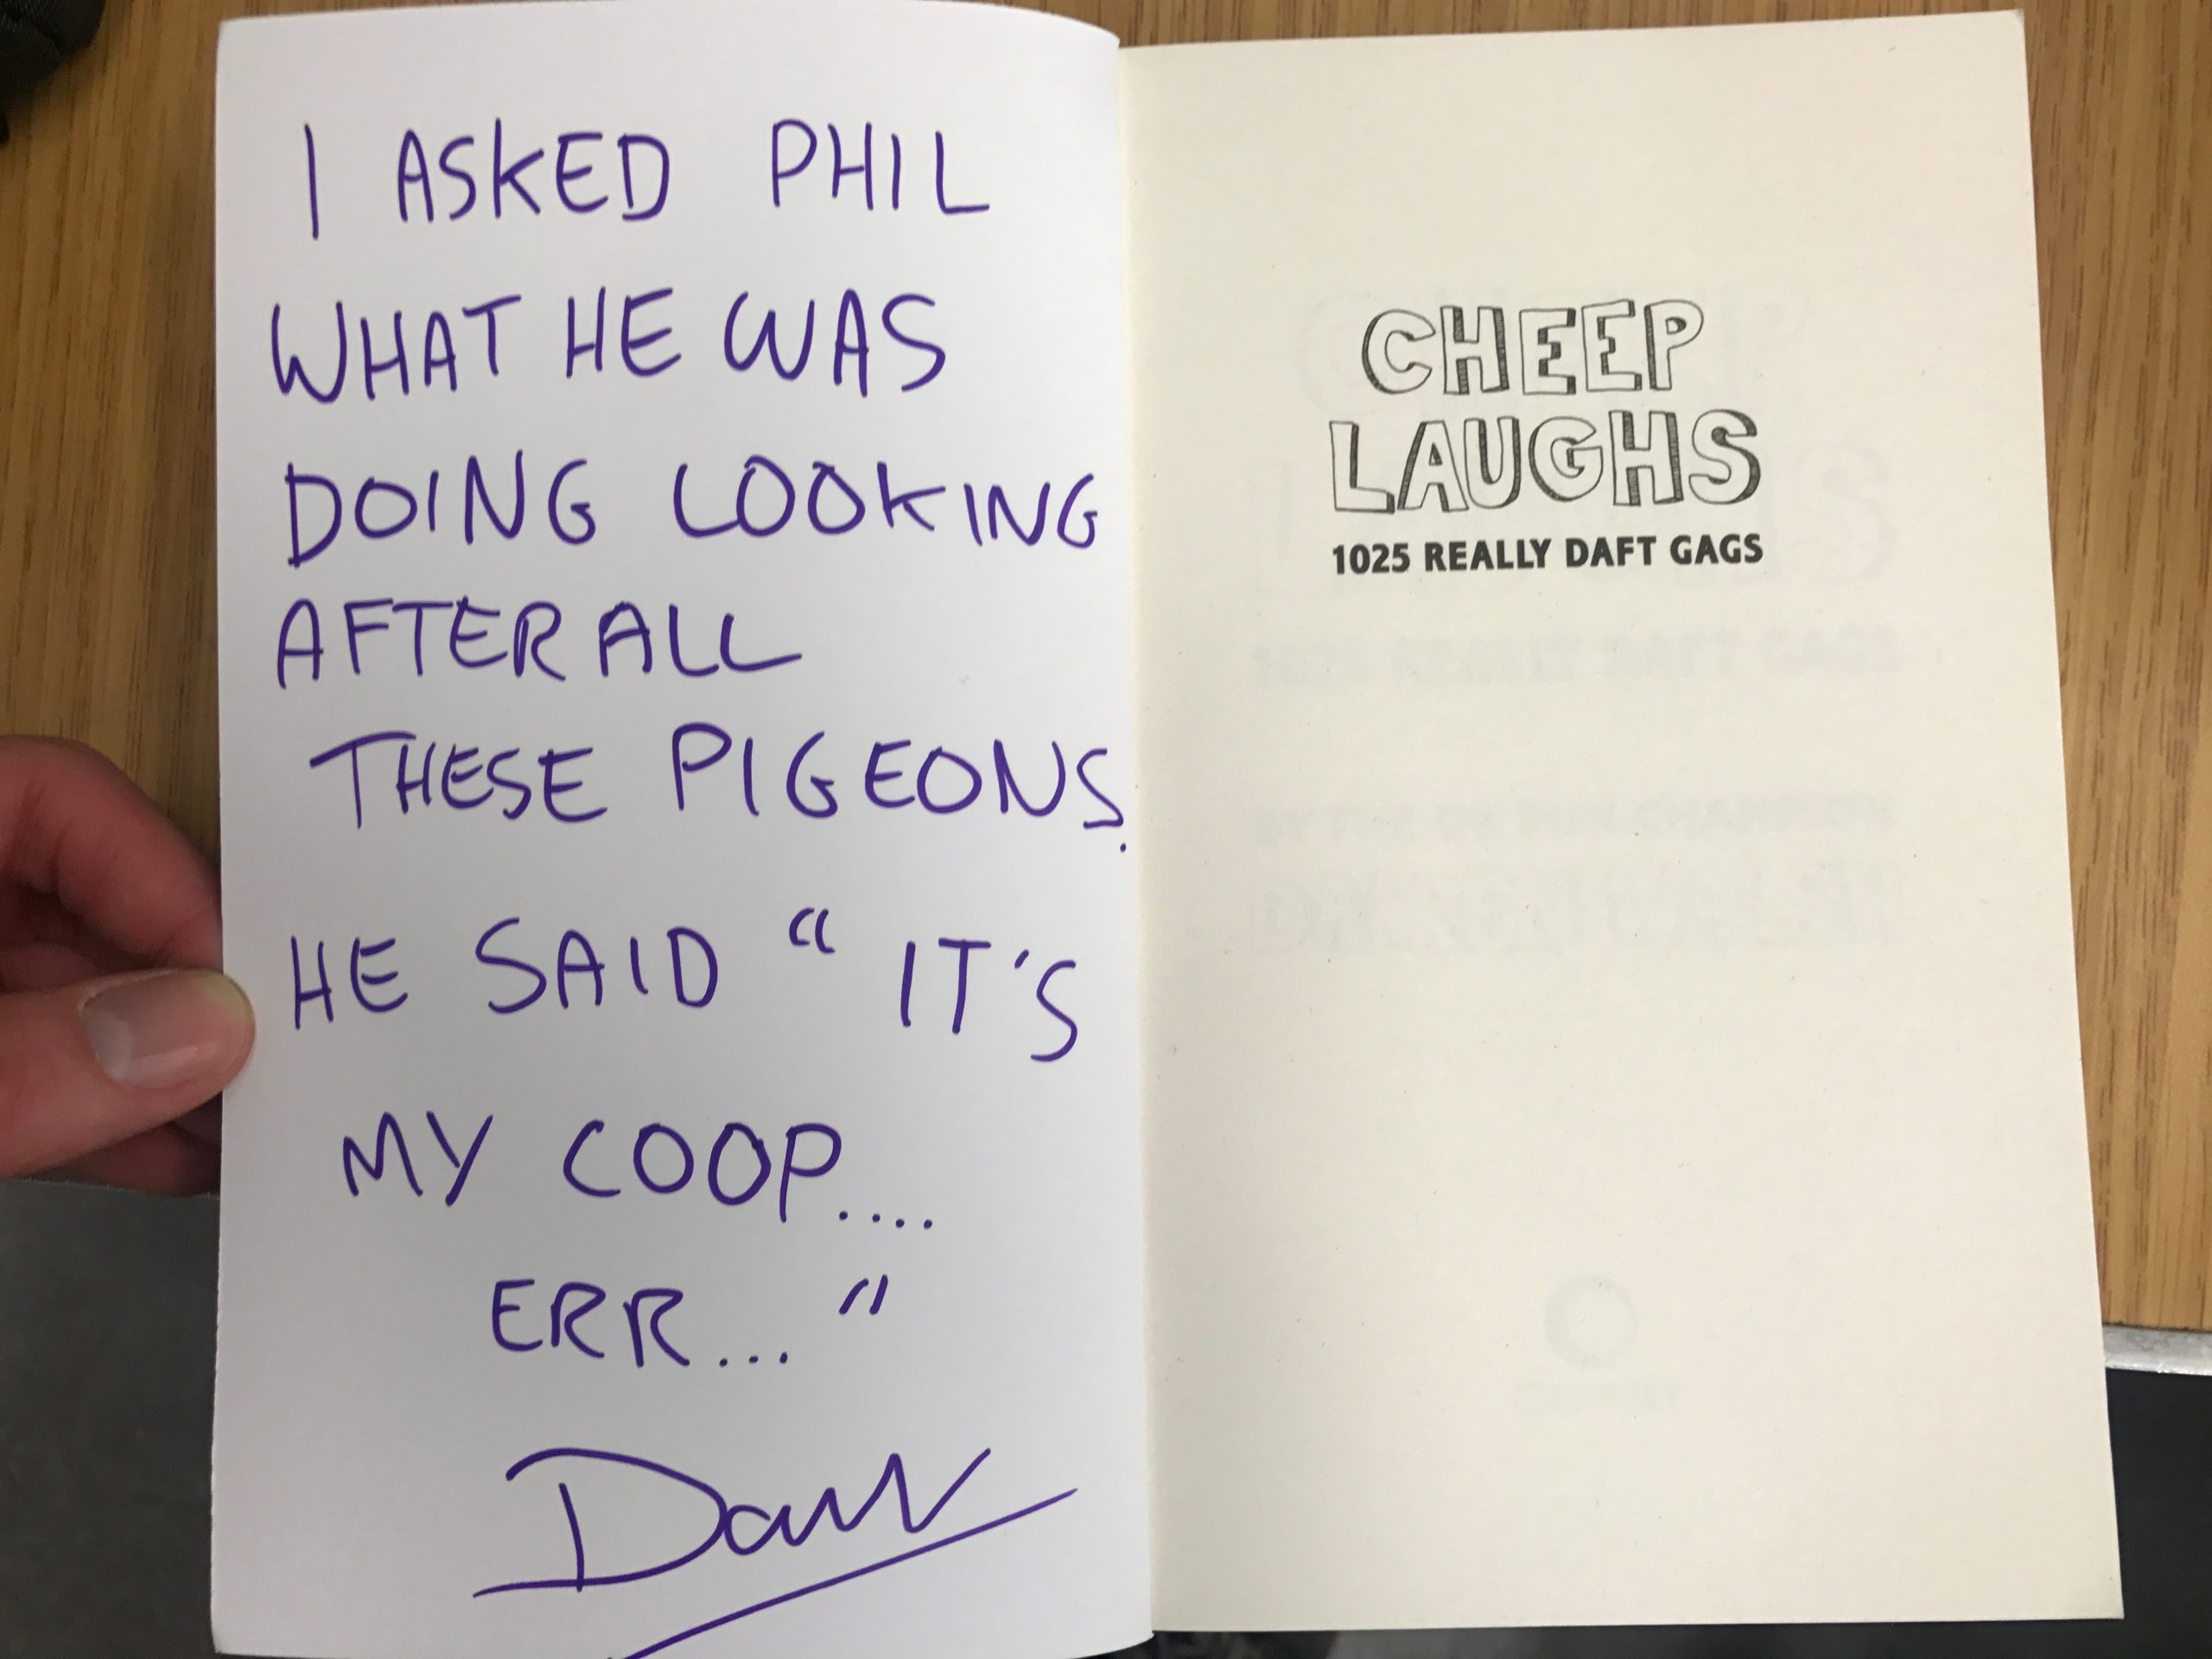 I ASKED PHIL
WHAT HE WAS
DOING LOOKING
AFTER ALL
THESE PIGEONS.
HE SAID “ IT'S
MY COOP....
ERR... ”
CHEEP
LAUGHS
1025 REALLY DAFT GAGS